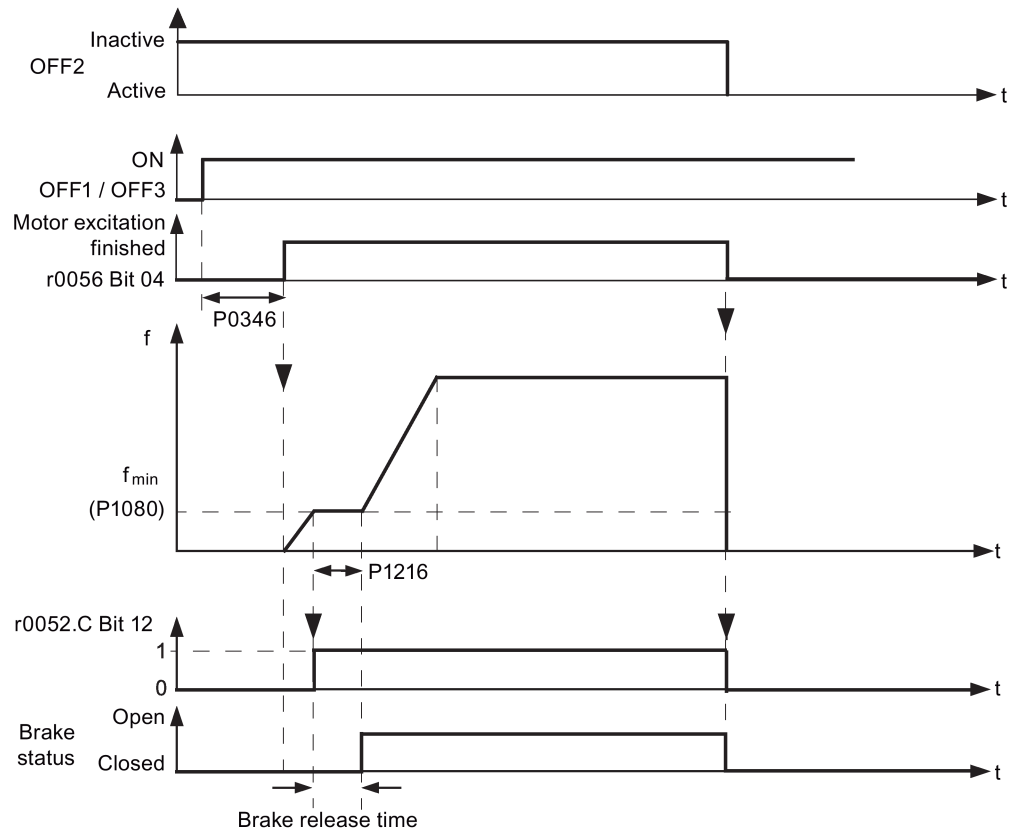 Inactive
OFF2
Active
t
ON
OFF1 / OFF3
t
Motor excitation
finished
r0056 Bit 04
t
P0346
f
fmin
(P1080)
t
P1216
r0052.C Bit 12
1
0
t
Open
Brake
status
Closed
t
Brake release time